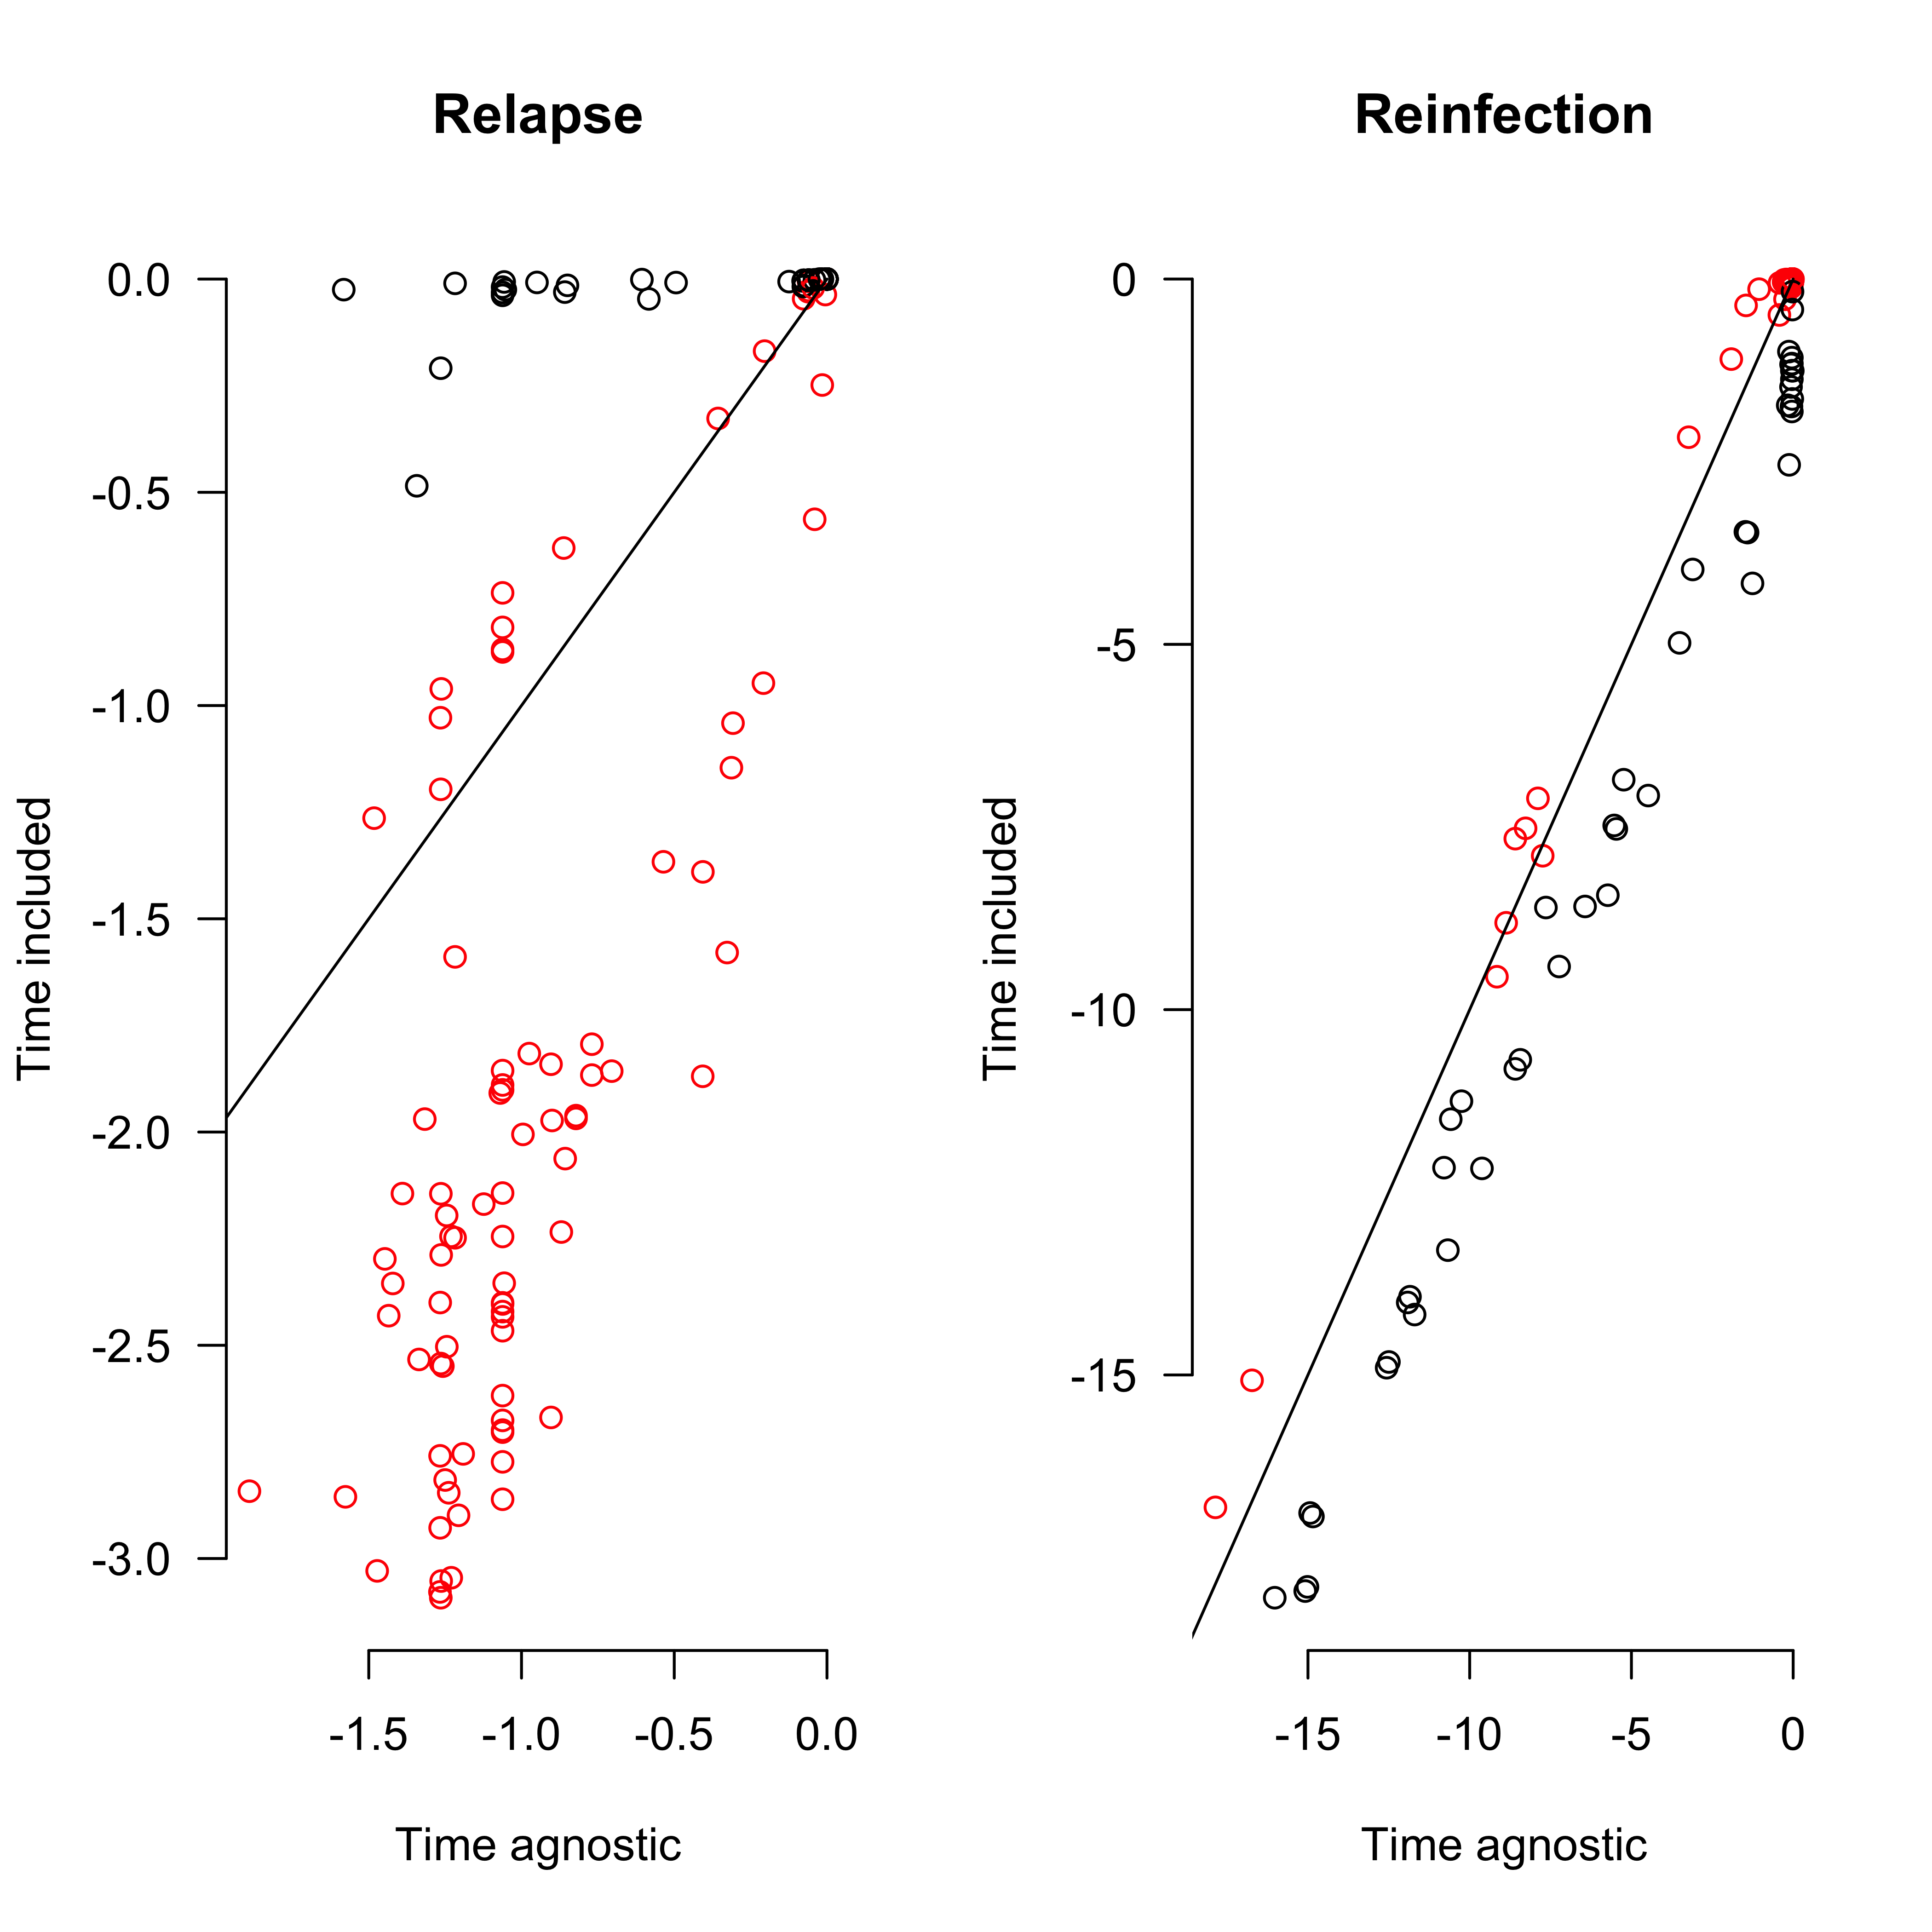 Relapse
Time included
0.0
-0.5
-1.0
-1.5
-2.0
-2.5
-3.0
-1.5 -1.0 -0.5 0.0
Time agnostic
Reinfection
Time included
0
-5
-10
-15
-15 -10 -5 0
Time agnostic